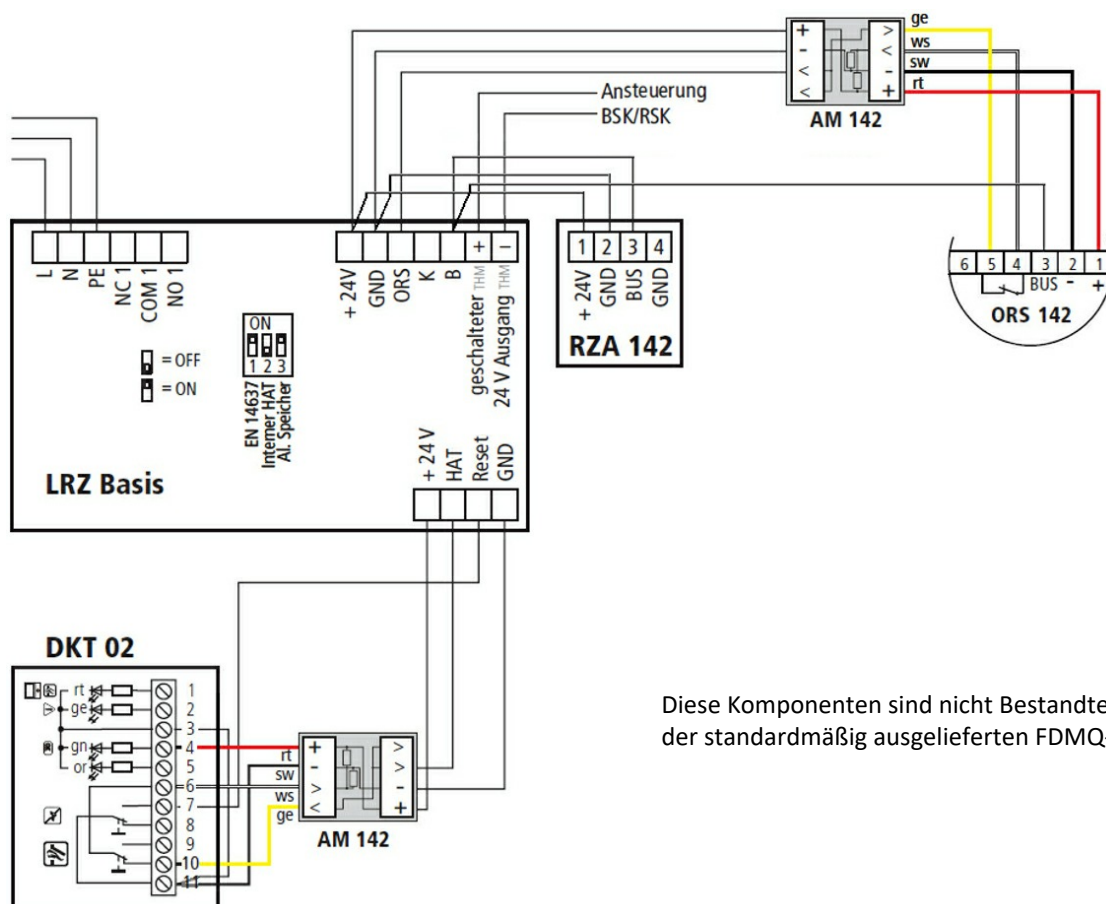 ge
ws
sw
rt
+
-
<
<
>
<
-
+
AM 142
Ansteuerung
BSK/RSK
L
N
PE
NC 1
COM 1
NO 1
+ 24V
GND
ORS
K
B
+
–
geschalteter THM
24 V Ausgang THM
1 2 3 4
+ 24V
GND
BUS
GND
RZA 142
6 5 4 3 2 1
BUS - +
ORS 142
= OFF
= ON
ON
1 2 3
EN 14637
Interner HAT
Al. Speicher
LRZ Basis
+ 24 V
HAT
Reset
GND
DKT 02
rt 1
ge 2
3
gn 4
or 5
6
7
8
9
10
11
rt
sw
ws
ge
+
-
>
<
>
>
-
+
AM 142
Diese Komponenten sind nicht Bestandte
der standardmäßig ausgelieferten FDMQ-